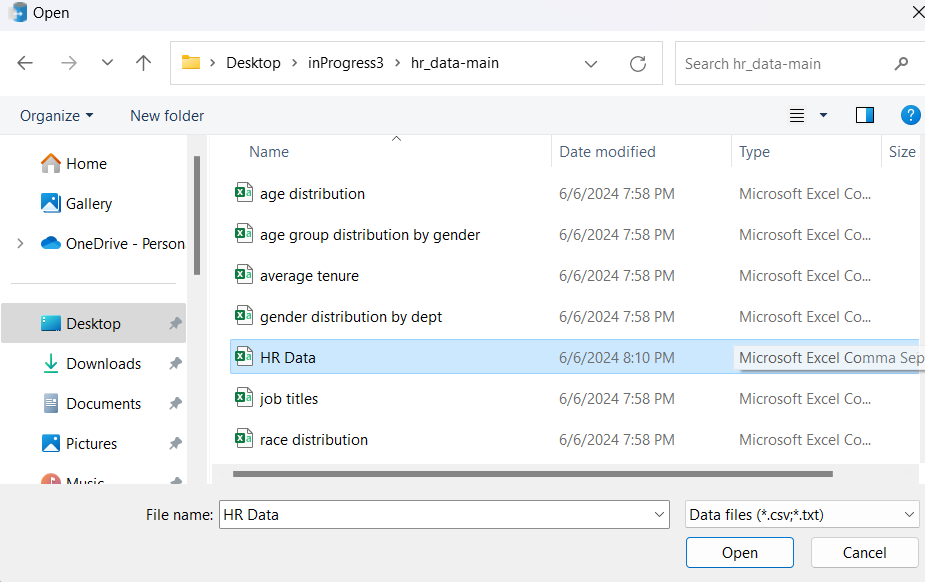 Open
Desktop > inProgress3 > hr_data-main
Search hr_data-main
Organize
New folder
?
Home
Gallery
OneDrive - Person
Desktop
Downloads
Documents
Pictures
Music
Name Date modified Type Size
age distribution 6/6/2024 7:58 PM Microsoft Excel Co...
age group distribution by gender 6/6/2024 7:58 PM Microsoft Excel Co...
average tenure 6/6/2024 7:58 PM Microsoft Excel Co...
gender distribution by dept 6/6/2024 7:58 PM Microsoft Excel Co...
HR Data 6/6/2024 8:10 PM Microsoft Excel Comma Sep
job titles 6/6/2024 7:58 PM Microsoft Excel Co...
race distribution 6/6/2024 7:58 PM Microsoft Excel Co...
File name: HR Data
Data files (*.csv;*.txt)
Open
Cancel